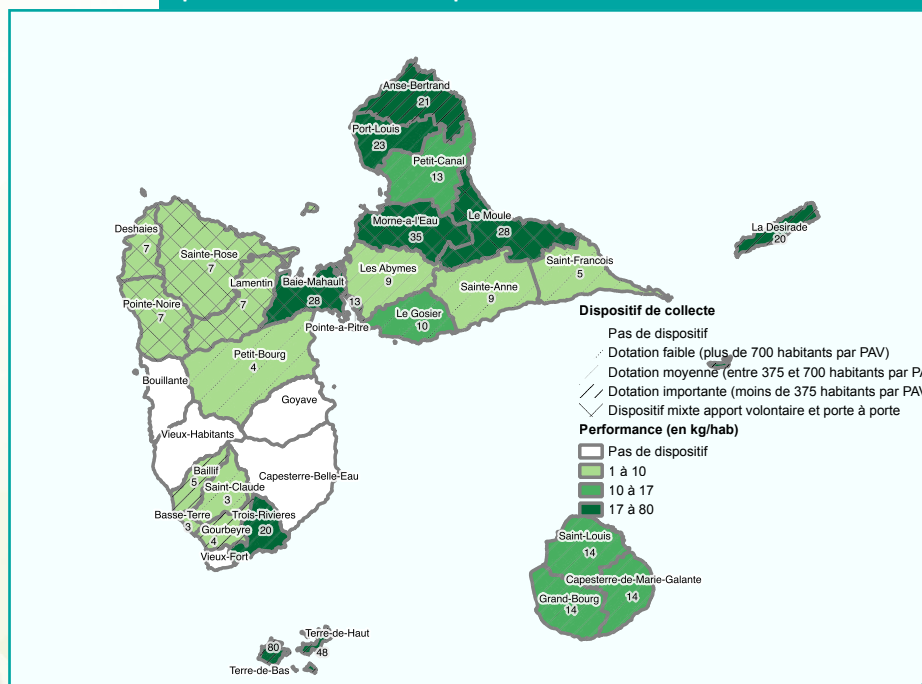 Anse-Bertrand
21
Port-Louis
23
Petit-Canal
13
Le Moule
28
Morne-a-l'Eau
35
La Desirade
20
Deshaies
7
Sainte-Rose
7
Lamentin
7
Baie-Mahault
28
Les Abymes
9
Saint-Francois
5
Sainte-Anne
9
Pointe-Noire
7
13
Le Gosier
10
Pointe-a-Pitre
Petit-Bourg
4
Bouillante
Goyave
Vieux-Habitants
Baillif
5
Capesterre-Belle-Eau
Saint-Claude
3
Basse-Terre
3
Trois-Rivieres
20
Gourbeyre
4
Vieux-Fort
Terre-de-Haut
48
80
Terre-de-Bas
Saint-Louis
14
Capesterre-de-Marie-Galante
14
Grand-Bourg
14
Dispositif de collecte
Pas de dispositif
Dotation faible (plus de 700 habitants par PAV)
Dotation moyenne (entre 375 et 700 habitants par PA
Dotation importante (moins de 375 habitants par PAV
Dispositif mixte apport volontaire et porte à porte
Performance (en kg/hab)
Pas de dispositif
1 à 10
10 à 17
17 à 80